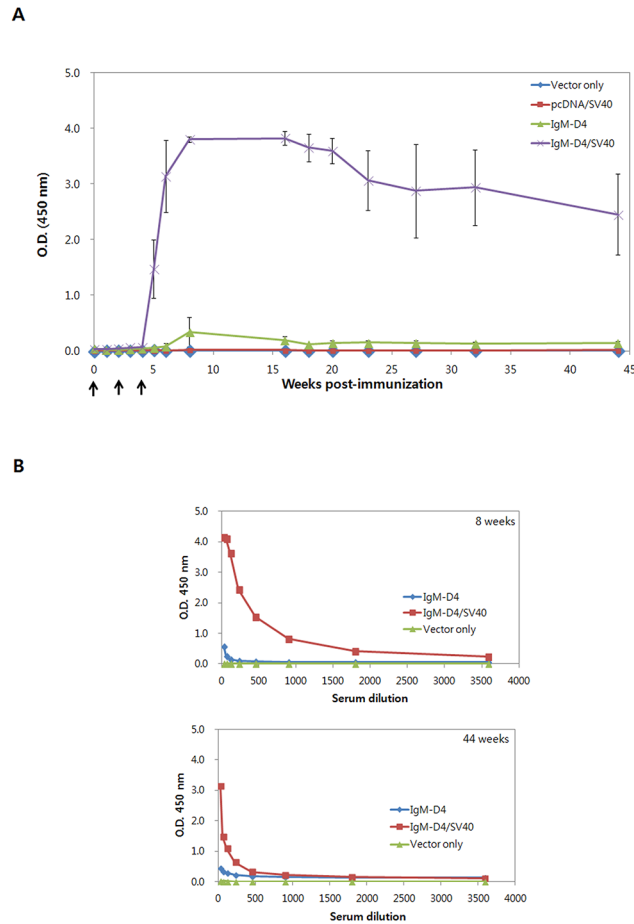 A
5.0
4.0
3.0
2.0
1.0
0.0
O.D. (450 nm)
Vector only
pcDNA/SV40
IgM-D4
IgM-D4/SV40
0 5 10 15 20 25 30 35 40 45
Weeks post-immunization
B
8 weeks
5.0
4.0
3.0
2.0
1.0
0.0
O.D. 450 nm
IgM-D4
IgM-D4/SV40
Vector only
0 500 1000 1500 2000 2500 3000 3500 4000
Serum dilution
44 weeks
5.0
4.0
3.0
2.0
1.0
0.0
O.D. 450 nm
IgM-D4
IgM-D4/SV40
Vector only
0 500 1000 1500 2000 2500 3000 3500 4000
Serum dilution